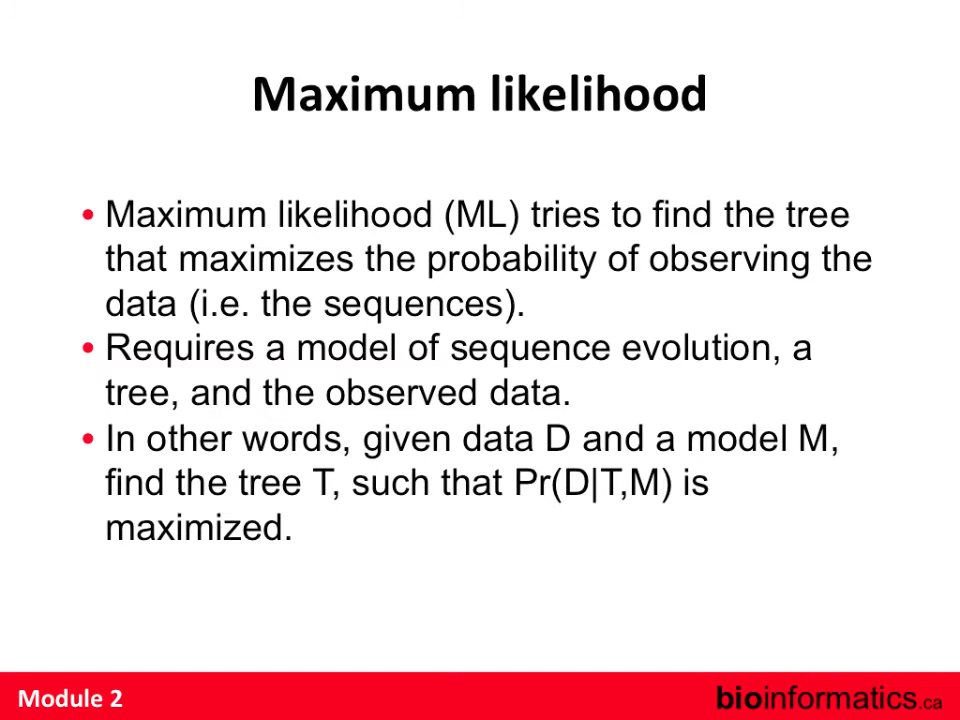 Maximum likelihood
• Maximum likelihood (ML) tries to find the tree
that maximizes the probability of observing the
data (i.e. the sequences).
• Requires a model of sequence evolution, a
tree, and the observed data.
• In other words, given data D and a model M,
find the tree T, such that Pr(D|T,M) is
maximized.
Module 2
bioinformatics.ca